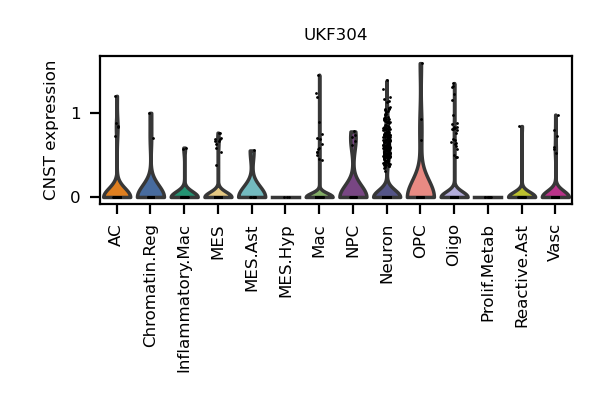 UKF304
CNST expression
1
0
AC
Chromatin.Reg
Inflammatory.Mac
MES
MES.Ast
MES.Hyp
Mac
NPC
Neuron
OPC
Oligo
Prolif.Metab
Reactive.Ast
Vasc